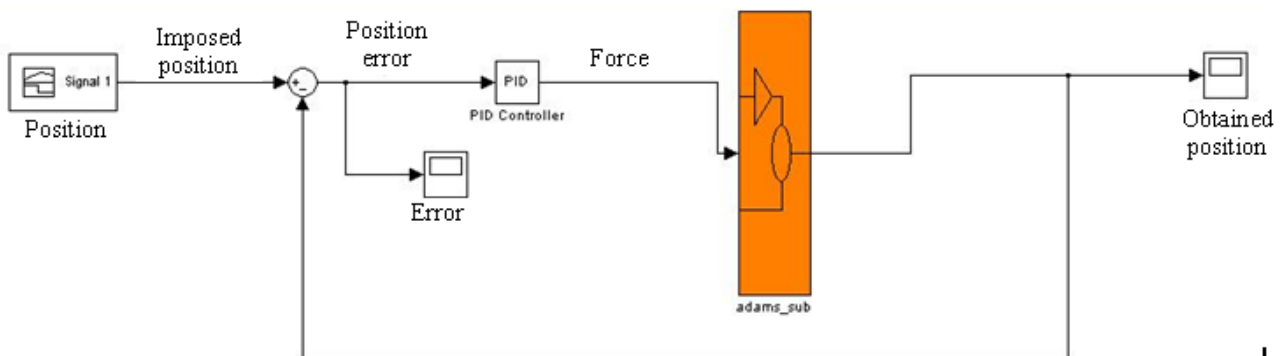 Imposed
position
Position
error
Force
Signal 1
+
-
PID
PID Controller
Position
Error
Obtained
position
adams_sub